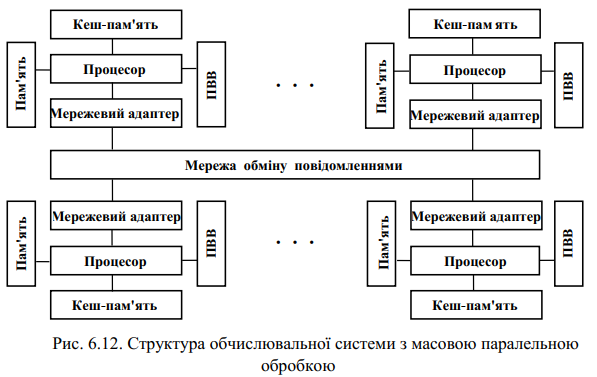 Кеш-пам'ять
Кеш-пам ять
Пам'ять
Процесор
ПВВ
. . .
Пам'ять
Процесор
ПВВ
Мережевий адаптер
Мережевий адаптер
Мережа обміну повідомленнями
Пам'ять
Мережевий адаптер
ПВВ
. . .
Пам'ять
Мережевий адаптер
ПВВ
Процесор
Процесор
Кеш-пам'ять
Кеш-пам'ять
Рис. 6.12. Структура обчислювальної системи з масовою паралельною
обробкою